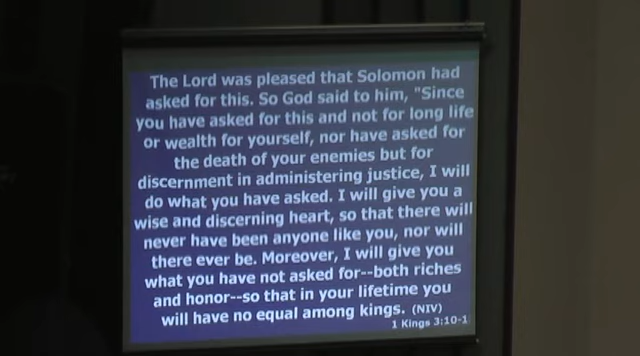 The Lord was pleased that Solomon had
asked for this. So God said to him, "Since
you have asked for this and not for long life
or wealth for yourself, nor have asked for
the death of your enemies but for
discernment in administering justice, I will
do what you have asked. I will give you a
wise and discerning heart, so that there will
never have been anyone like you, nor will
there ever be. Moreover, I will give you
what you have not asked for--both riches
and honor--so that in your lifetime you
will have no equal among kings. (NIV)
1 Kings 3:10-1